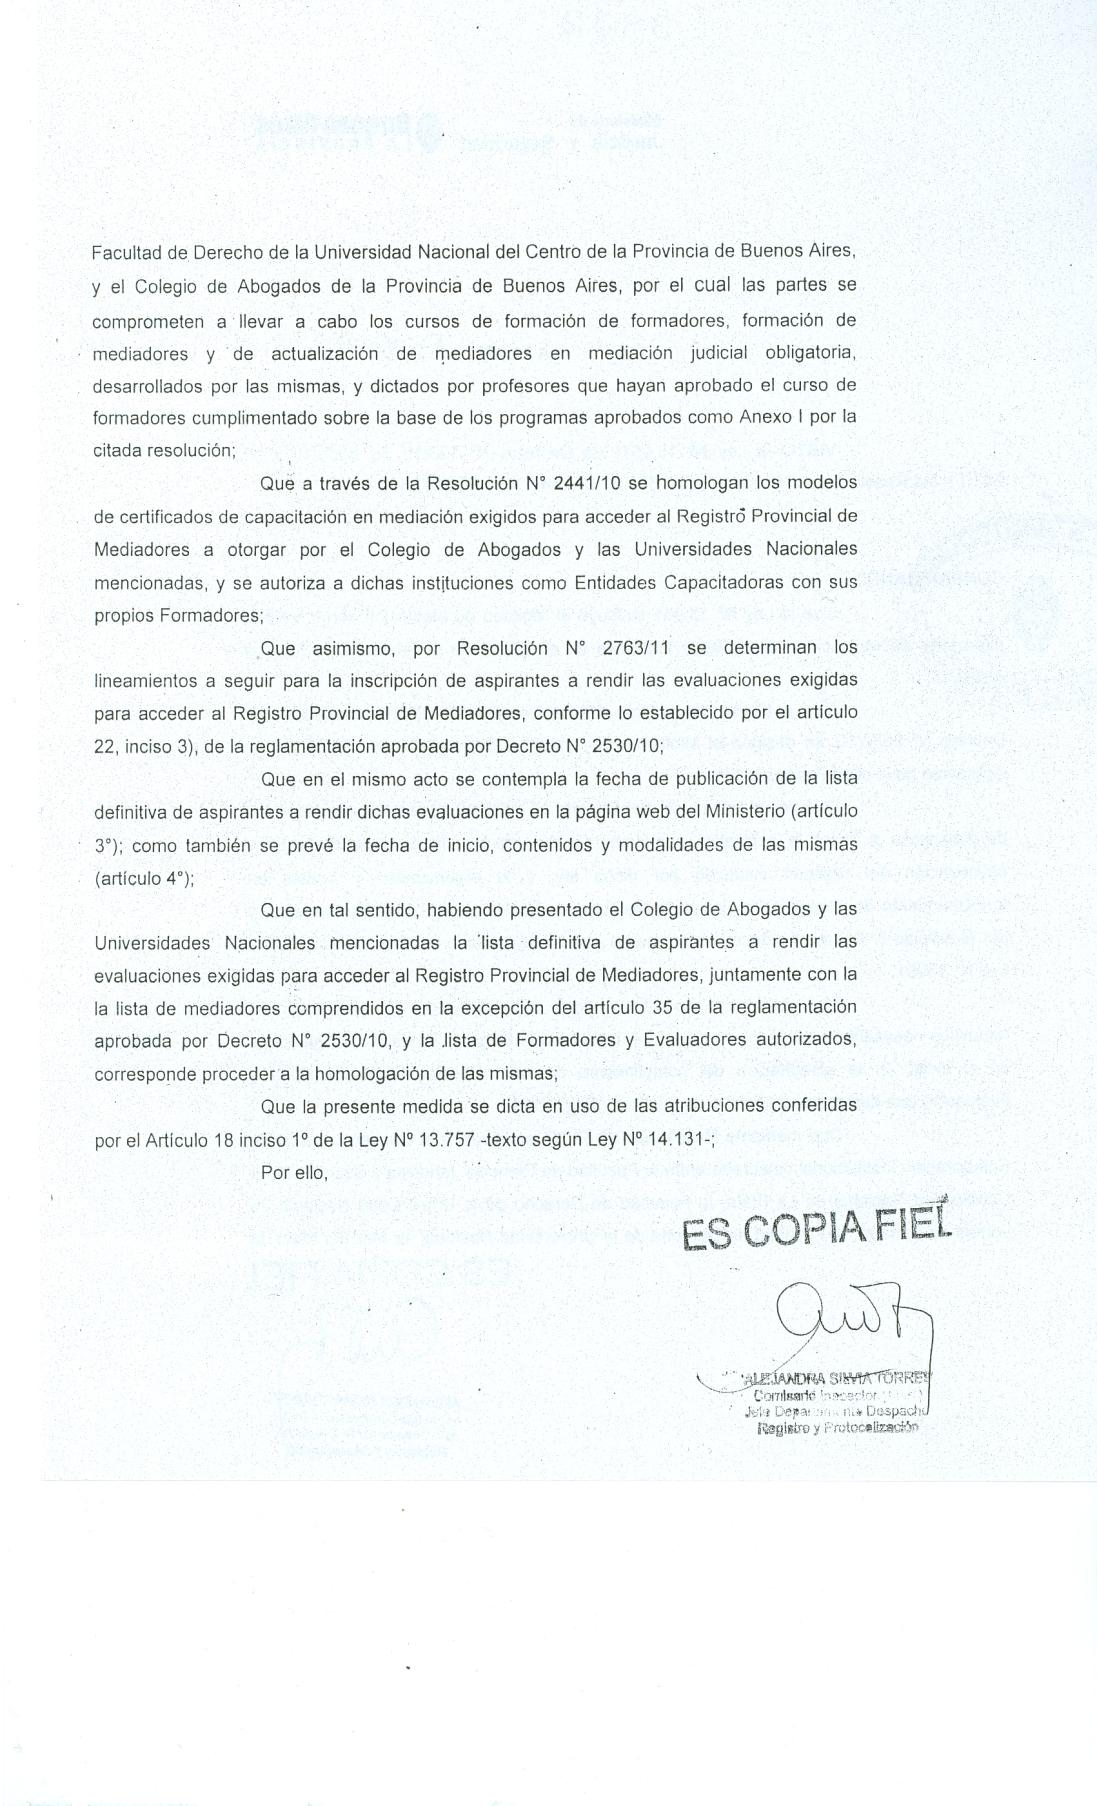 Facultad de Derecho de la Universidad Nacional del Centro de la Provincia de Buenos Aires,
y el Colegio de Abogados de la Provincia de Buenos Aires, por el cual las partes se
comprometen a llevar a cabo los cursos de formación de formadores, formación de
mediadores y de actualización de mediadores en mediación judicial obligatoria,
desarrollados por las mismas, y dictados por profesores que hayan aprobado el curso de
formadores cumplimentado sobre la base de los programas aprobados como Anexo I por la
citada resolución;
Que a través de la Resolución N° 2441/10 se homologan los modelos
de certificados de capacitación en mediación exigidos para acceder al Registro Provincial de
Mediadores a otorgar por el Colegio de Abogados y las Universidades Nacionales
mencionadas, y se autoriza a dichas instituciones como Entidades Capacitadoras con sus
propios Formadores;
Que asimismo, por Resolución N° 2763/11 se determinan los
lineamientos a seguir para la inscripción de aspirantes a rendir las evaluaciones exigidas
para acceder al Registro Provincial de Mediadores, conforme lo establecido por el artículo
22, inciso 3), de la reglamentación aprobada por Decreto N° 2530/10;
Que en el mismo acto se contempla la fecha de publicación de la lista
definitiva de aspirantes a rendir dichas evaluaciones en la página web del Ministerio (artículo
3°); como también se prevé la fecha de inicio, contenidos y modalidades de las mismas
(artículo 4°);
Que en tal sentido, habiendo presentado el Colegio de Abogados y las
Universidades Nacionales mencionadas la lista definitiva de aspirantes a rendir las
evaluaciones exigidas para acceder al Registro Provincial de Mediadores, juntamente con la
la lista de mediadores comprendidos en la excepción del artículo 35 de la reglamentación
aprobada por Decreto N° 2530/10, y la lista de Formadores y Evaluadores autorizados,
corresponde proceder a la homologación de las mismas;
Que la presente medida se dicta en uso de las atribuciones conferidas
por el Artículo 18 inciso 1º de la Ley Nº 13.757 -texto según Ley Nº 14.131-;
Por ello,
ES COPIA FIEL
ALEJANDRA SILVIA TORRES
Comisario Inspector
Jefe Departamento Despacho
Registro y Protocolización